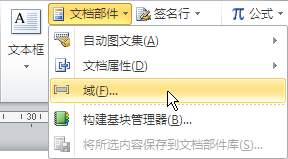 文档部件 签名行 π 公式
文本框
自动图文集(A)
文档属性(D)
域(F)...
构建基块管理器(B)...
将所选内容保存到文档部件库(S)...
30